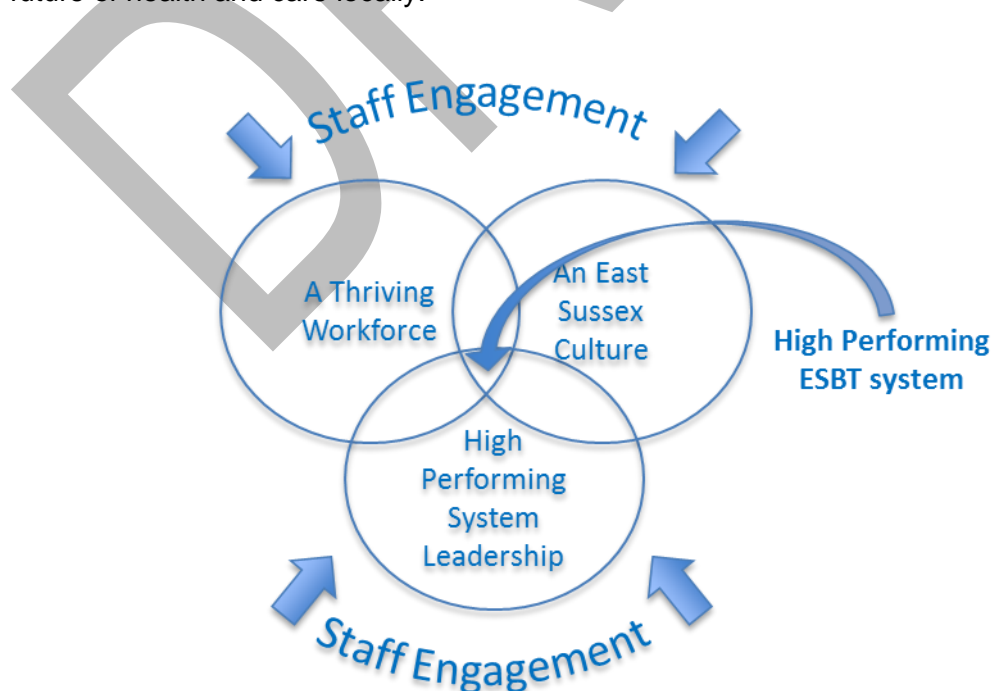 future of health and care locally.
Staff Engagement
A Thriving
Workforce
An East
Sussex
Culture
High Performing
ESBT system
High
Performing
System
Leadership
Staff Engagement